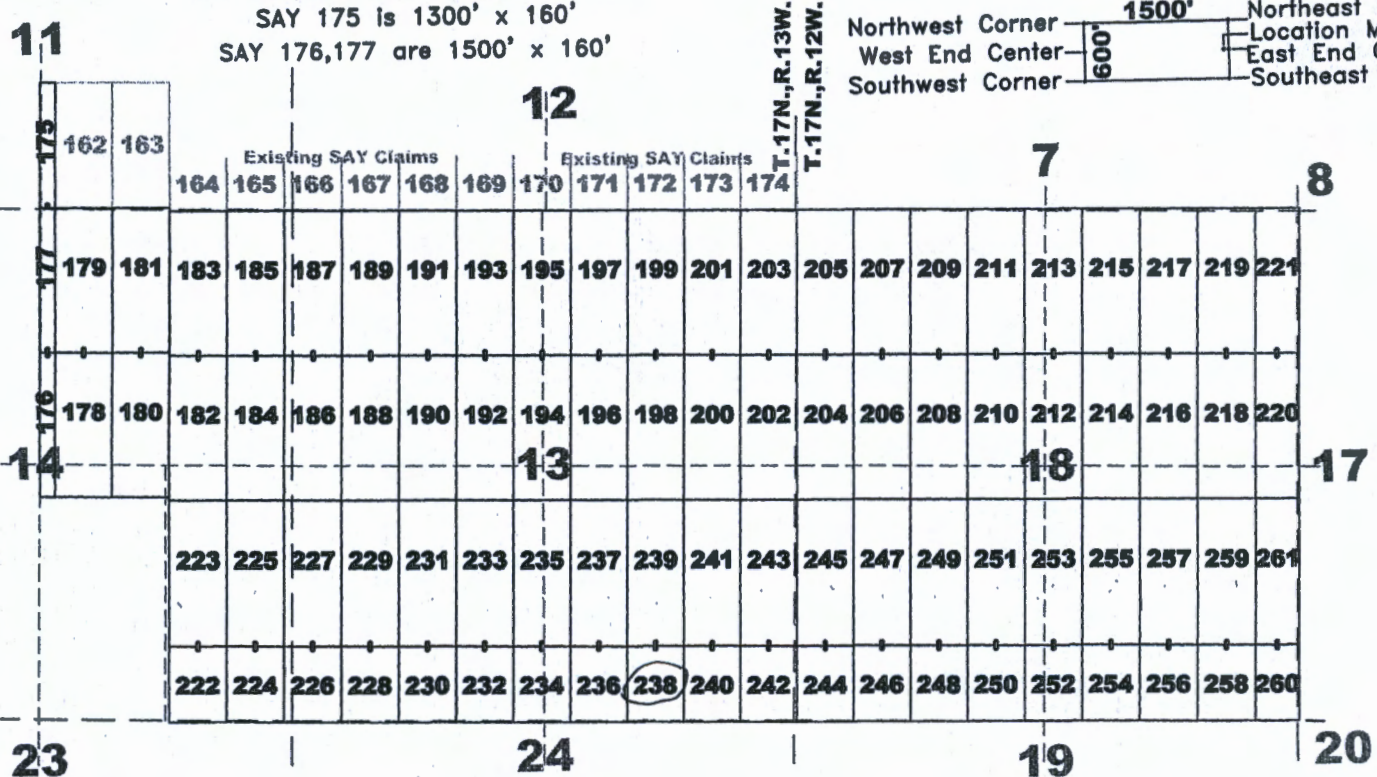 SAY 175 is 1300' x 160'
SAY 176,177 are 1500' x 160'
T.17N.,R.13W.
T.17N.,R.12W.
1500'
600'
Northwest Corner
West End Center
Southwest Corner
Northeast
Location
East End
Southeast
11
12
7
8
175
162 163
Existing SAY Claims
Existing SAY Claims
164 165 166 167 168 169 170 171 172 173 174
177 179 181 183 185 187 189 191 193 195 197 199 201 203 205 207 209 211 213 215 217 219 221
176 178 180 182 184 186 188 190 192 194 196 198 200 202 204 206 208 210 212 214 216 218 220
14 13 18 17
223 225 227 229 231 233 235 237 239 241 243 245 247 249 251 253 255 257 259 261
222 224 226 228 230 232 234 236 238 240 242 244 246 248 250 252 254 256 258 260
23 24 19 20